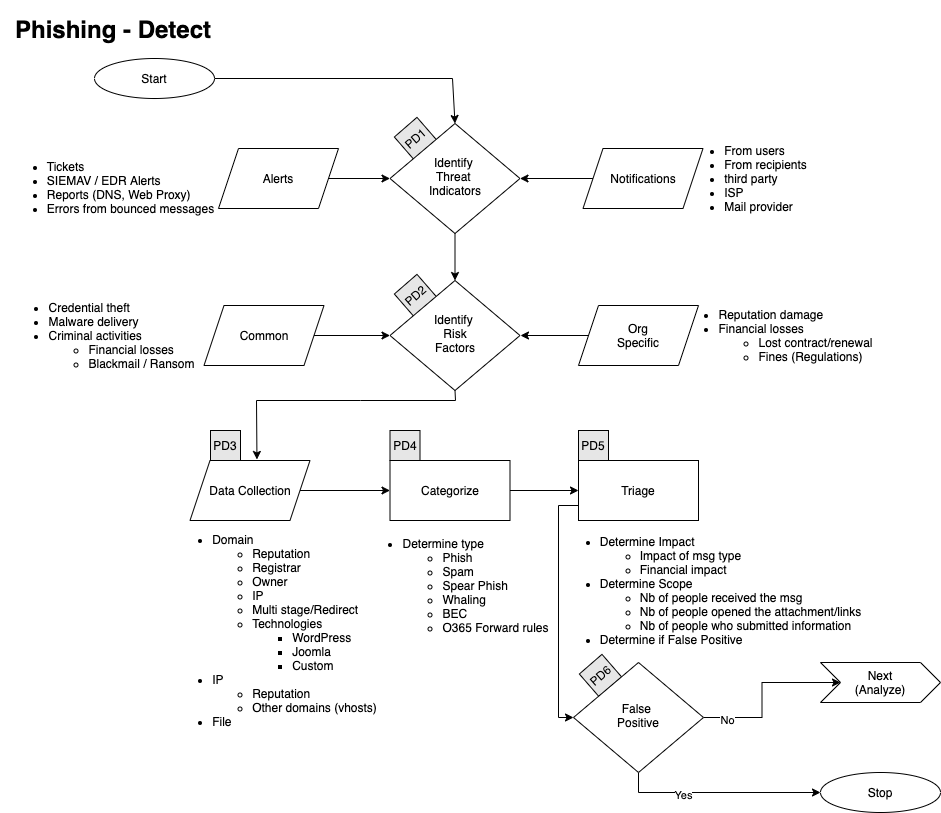 Phishing - Detect
Start
PD1
Identify
Threat
Indicators
Alerts
Tickets
SIEMAV / EDR Alerts
Reports (DNS, Web Proxy)
Errors from bounced messages
Notifications
From users
From recipients
third party
ISP
Mail provider
PD2
Identify
Risk
Factors
Common
Credential theft
Malware delivery
Criminal activities
Financial losses
Blackmail / Ransom
Org
Specific
Reputation damage
Financial losses
Lost contract/renewal
Fines (Regulations)
PD3
Data Collection
Domain
Reputation
Registrar
Owner
IP
Multi stage/Redirect
Technologies
WordPress
Joomla
Custom
IP
Reputation
Other domains (vhosts)
File
PD4
Categorize
Determine type
Phish
Spam
Spear Phish
Whaling
BEC
O365 Forward rules
PD5
Triage
Determine Impact
Impact of msg type
Financial impact
Determine Scope
Nb of people received the msg
Nb of people opened the attachment/links
Nb of people who submitted information
Determine if False Positive
PD6
False
Positive
No
Next
(Analyze)
Yes
Stop